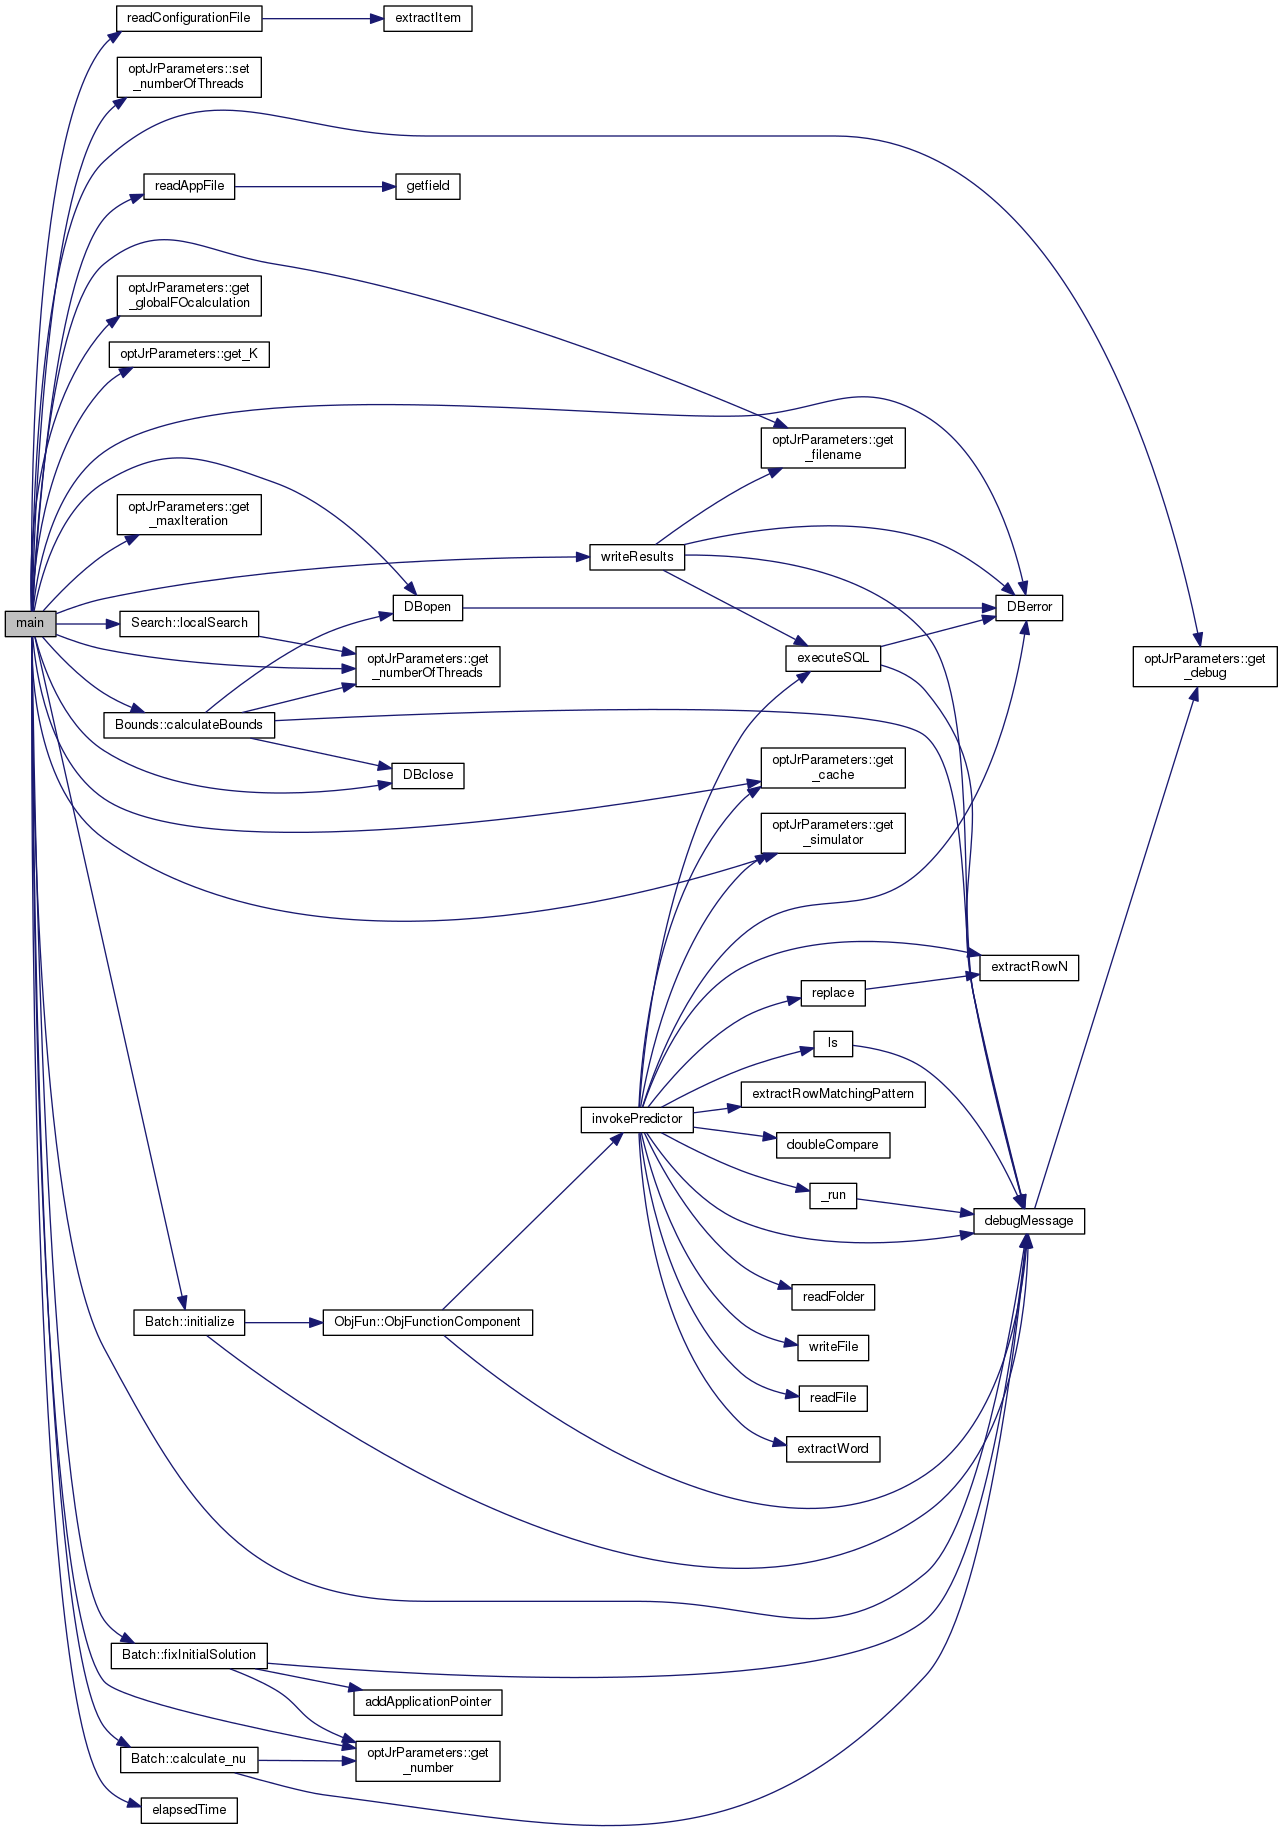 readConfigurationFile
extractItem
optJrParameters::set
_numberOfThreads
readAppFile
getfield
optJrParameters::get
_globalFOcalculation
optJrParameters::get_K
optJrParameters::get
_filename
optJrParameters::get
_maxIteration
writeResults
main
Search::localSearch
DBopen
DBerror
executeSQL
optJrParameters::get
_numberOfThreads
optJrParameters::get
_debug
Bounds::calculateBounds
DBclose
optJrParameters::get
_cache
optJrParameters::get
_simulator
extractRowN
replace
ls
extractRowMatchingPattern
invokePredictor
doubleCompare
_run
debugMessage
readFolder
Batch::initialize
ObjFun::ObjFunctionComponent
writeFile
readFile
extractWord
Batch::fixInitialSolution
addApplicationPointer
Batch::calculate_nu
optJrParameters::get
_number
elapsedTime